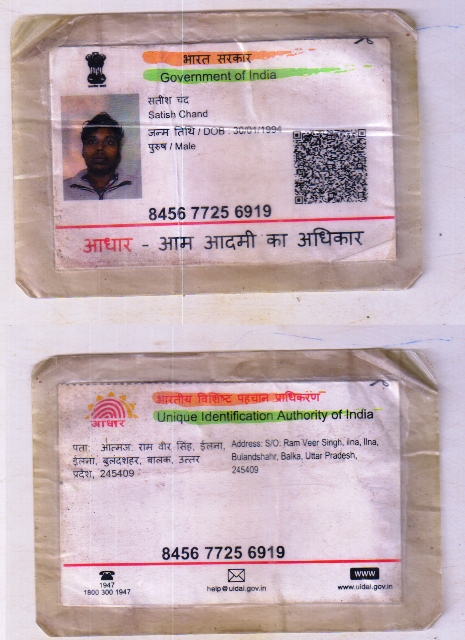 भारत सरकार
Government of India
सतीश चंद
Satish Chand
जन्म तिथि / DOB : 30/01/1994
पुरुष / Male
8456 7725 6919
आधार - आम आदमी का अधिकार
भारतीय विशिष्ट पहचान प्राधिकरण
Unique Identification Authority of India
आधार
पता: आत्मज: राम वीर सिंह, ईलना,
ईलना, बुलंदशहर, बालक, उत्तर
प्रदेश, 245409
Address: S/O: Ram Veer Singh, ilna, Ilna,
Bulandshahr, Balka, Uttar Pradesh,
245409
8456 7725 6919
1947
1800 300 1947
help@uidai.gov.in
WWW
www.uidai.gov.in